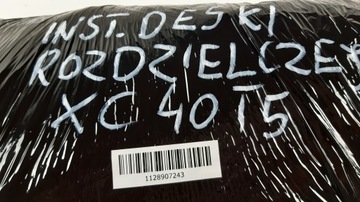 INST. DESKI
ROZDZIELCZEJ
XC 40 T5
1128907243